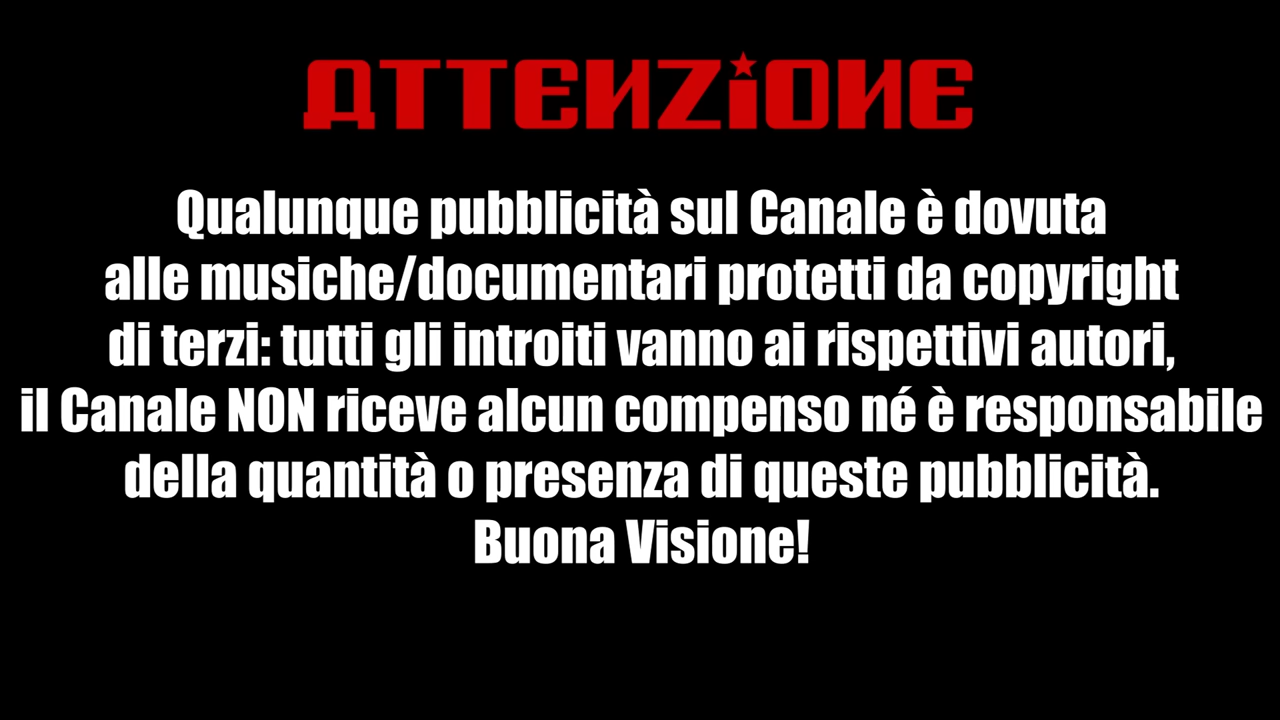 ATTENZIONE
Qualunque pubblicità sul Canale è dovuta
alle musiche/documentari protetti da copyright
di terzi: tutti gli introiti vanno ai rispettivi autori,
il Canale NON riceve alcun compenso né è responsabile
della quantità o presenza di queste pubblicità.
Buona Visione!